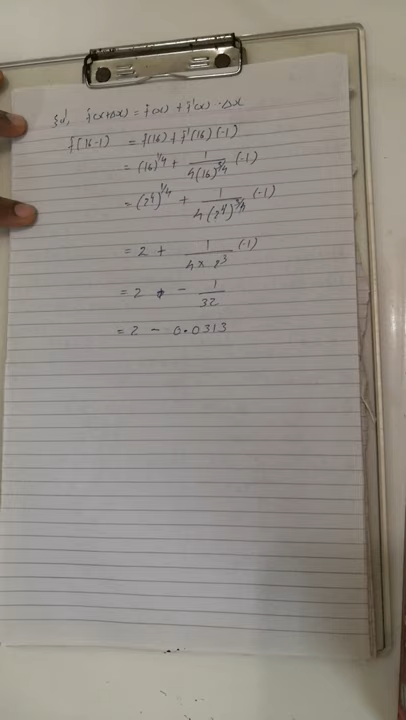 f(x+Δx) = f(x) + f'(x) · Δx
f(16-1) = f(16) + f'(16) (-1)
= (16)^1/4 + 1/4(16)^3/4 (-1)
= (2^4)^1/4 + 1/4(2^4)^3/4 (-1)
= 2 + 1/4×2^3 (-1)
= 2 - 1/32
= 2 - 0.0313